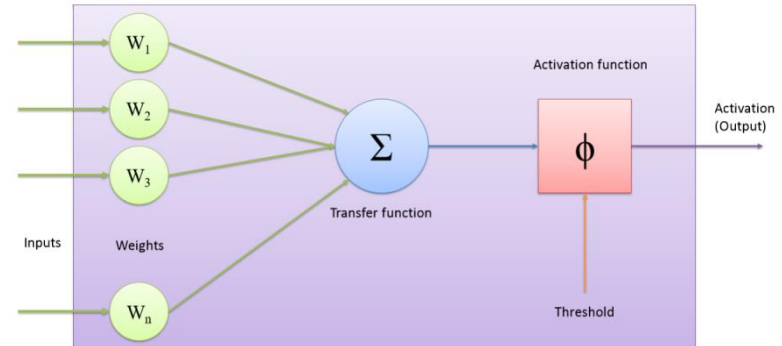 W1
Activation function
W2
Activation
(Output)
Σ
ϕ
W3
Transfer function
Inputs
Weights
Wn
Threshold